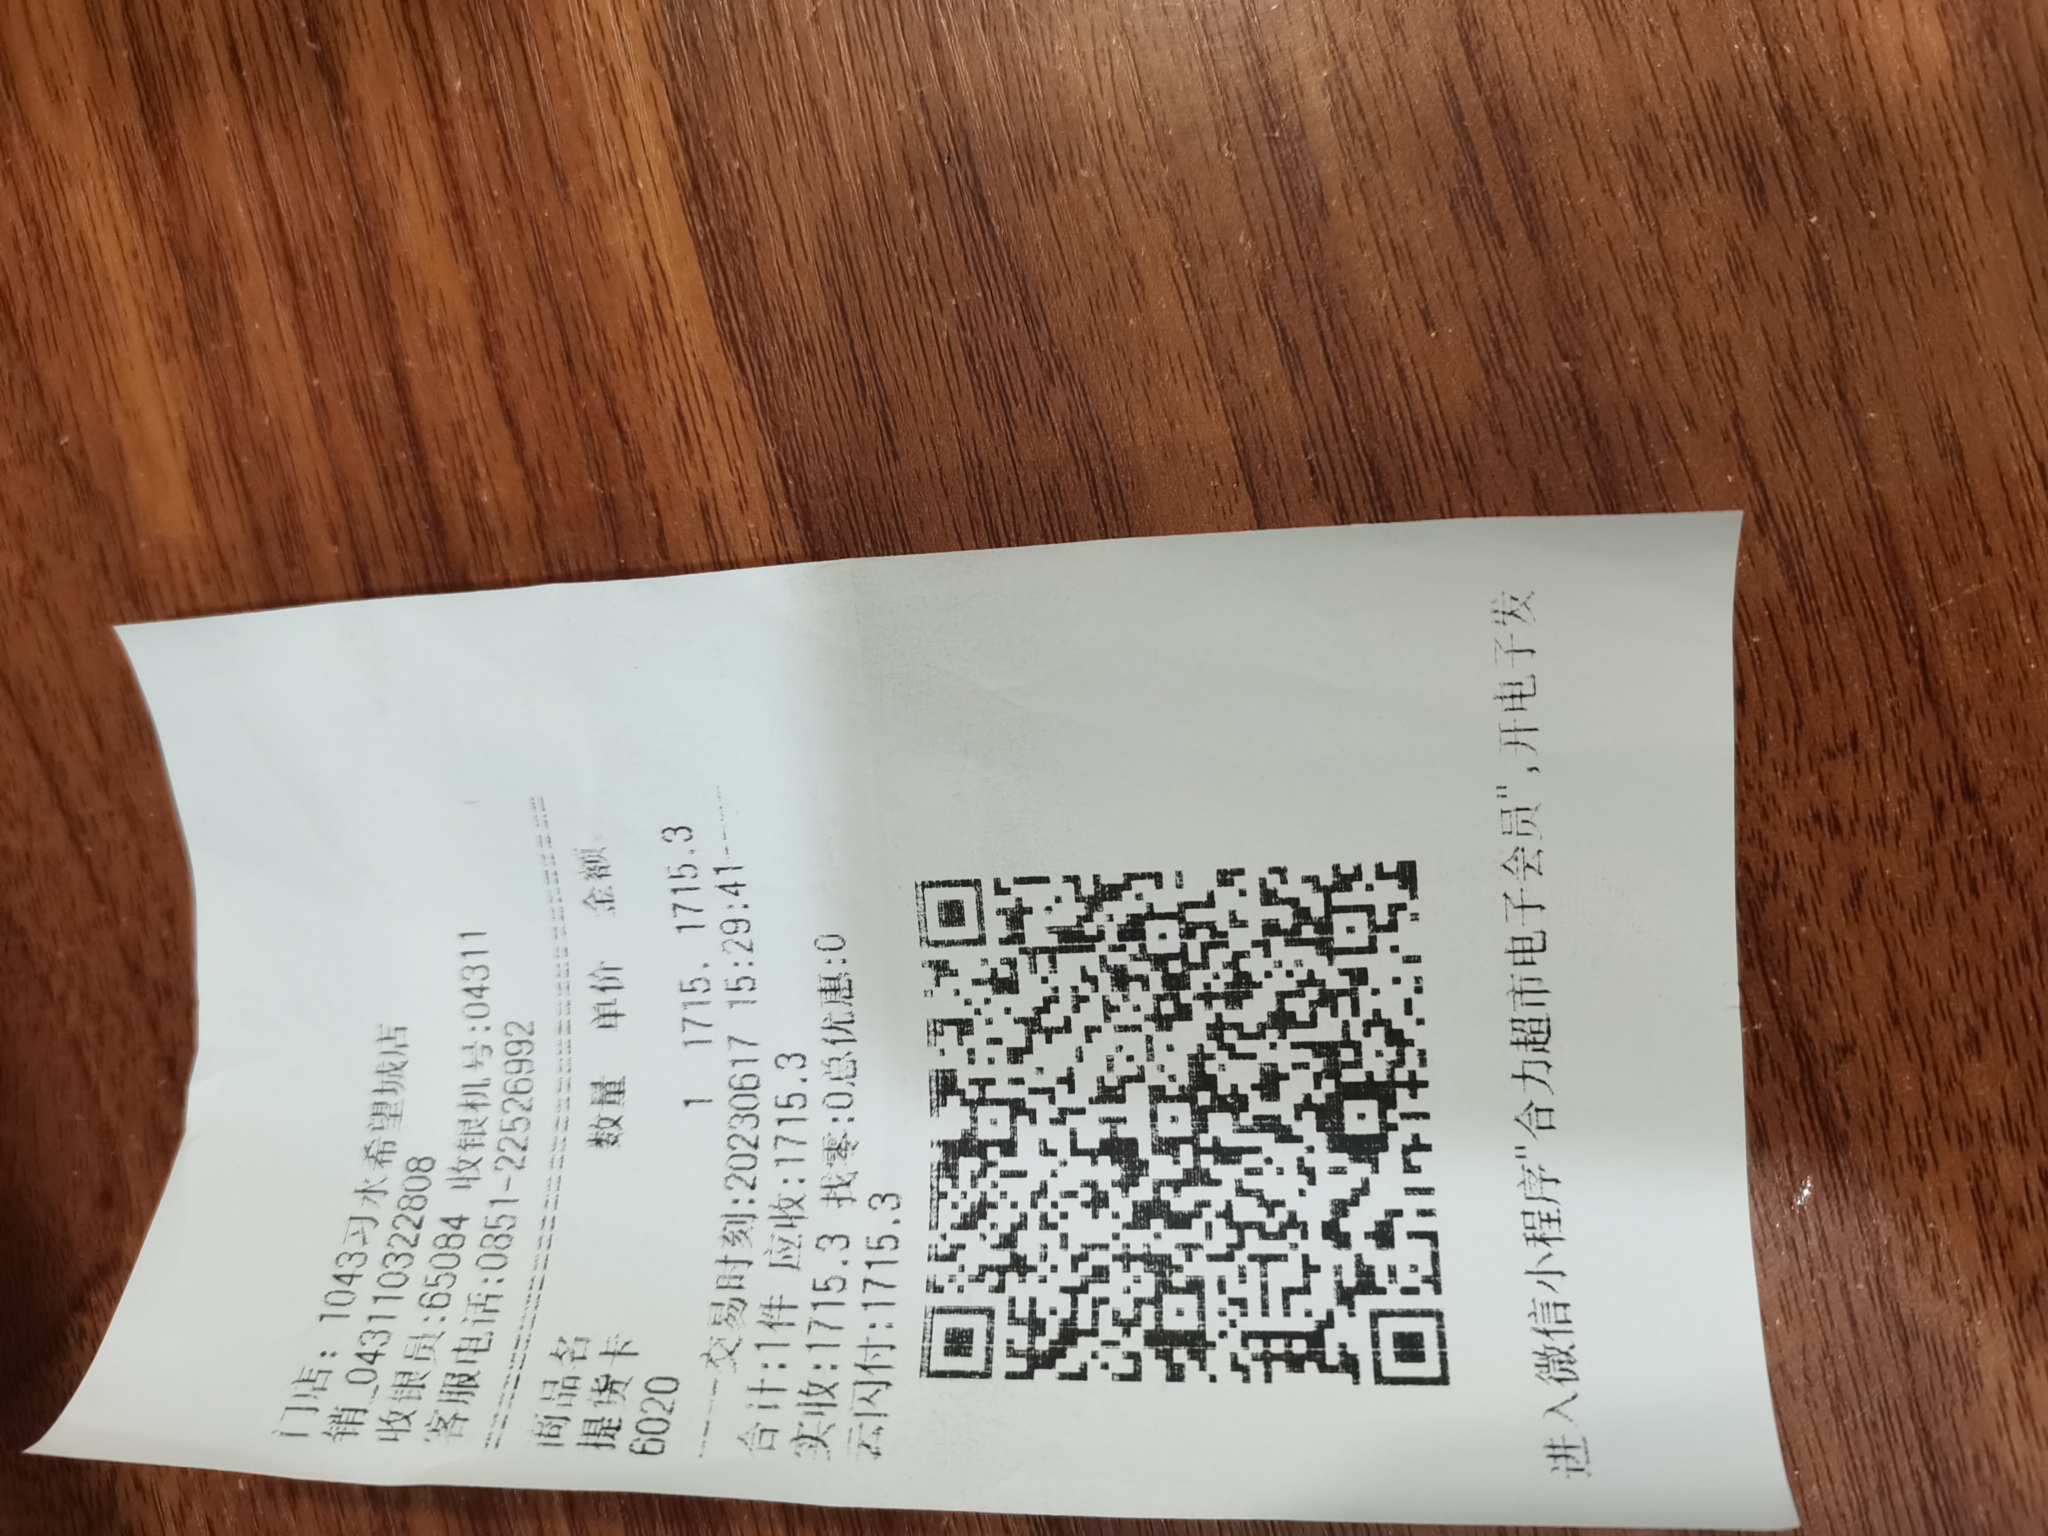 门店: 1043习水希望城店
销_0431103228​08
收银员:65084 收银机号:04311
客服电话:0851-22526992
================================
商品名 数量 单价 金额
提货卡
6020 1 1715. 1715.3
----交易时刻:20230617 15:29:41----
合计:1件 应收:1715.3
实收:1715.3 找零:0总优惠:0
云闪付:1715.3
进入微信小程序"合力超市电子会员",开电子发